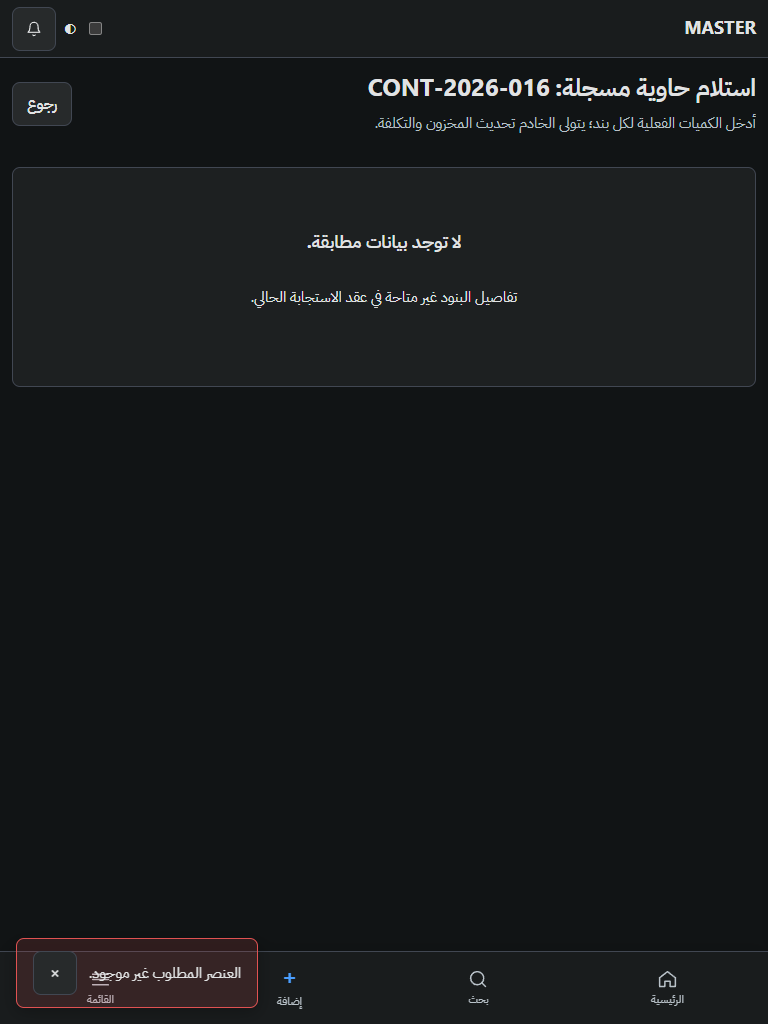 MASTER
استلام حاوية مسجلة: CONT-2026-016
رجوع
أدخل الكميات الفعلية لكل بند؛ يتولى الخادم تحديث المخزون والتكلفة.
لا توجد بيانات مطابقة.
تفاصيل البنود غير متاحة في عقد الاستجابة الحالي.
العنصر المطلوب غير موجود.
×
الرئيسية
بحث
+
إضافة
القائمة